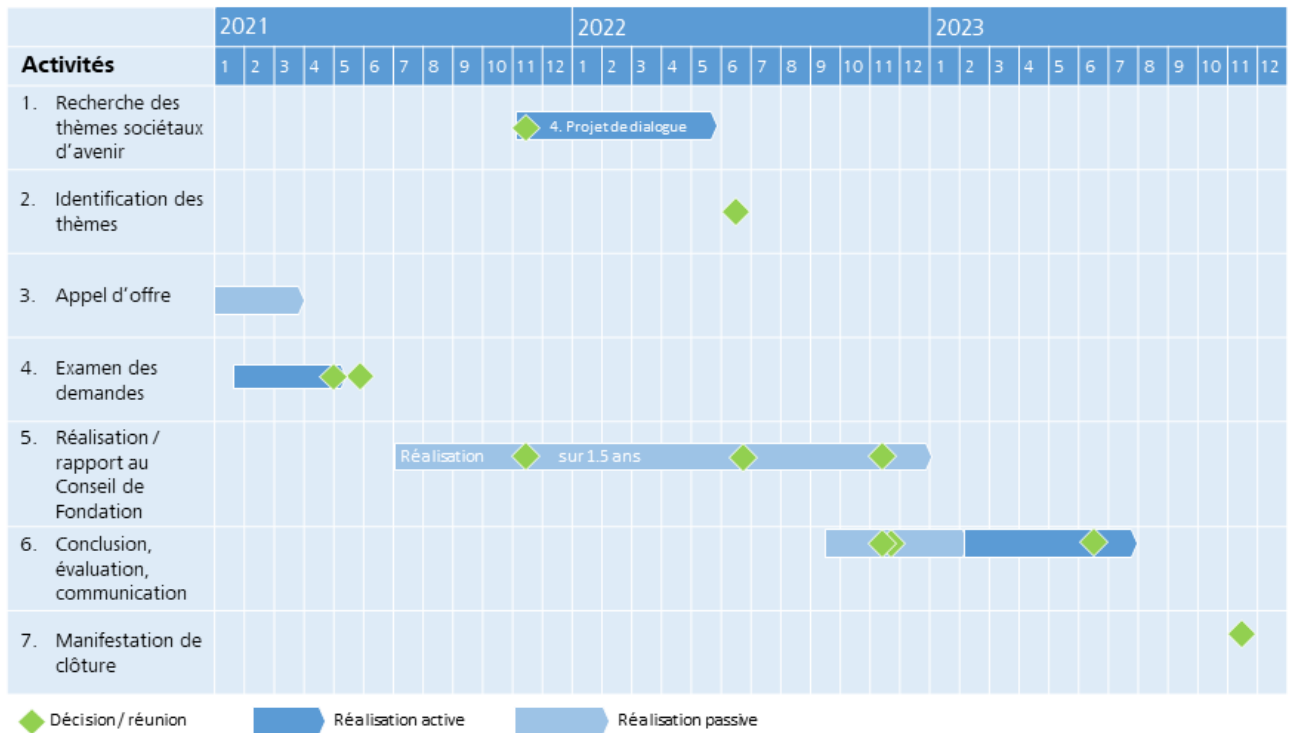 2021 2022 2023
Activités 1 2 3 4 5 6 7 8 9 10 11 12 1 2 3 4 5 6 7 8 9 10 11 12 1 2 3 4 5 6 7 8 9 10 11 12
1. Recherche des
thèmes sociétaux
d’avenir
4. Projet de dialogue
2. Identification des
thèmes
3. Appel d’offre
4. Examen des
demandes
5. Réalisation /
rapport au
Conseil de
Fondation
Réalisation sur 1.5 ans
6. Conclusion,
évaluation,
communication
7. Manifestation de
clôture
Décision / réunion Réalisation active Réalisation passive